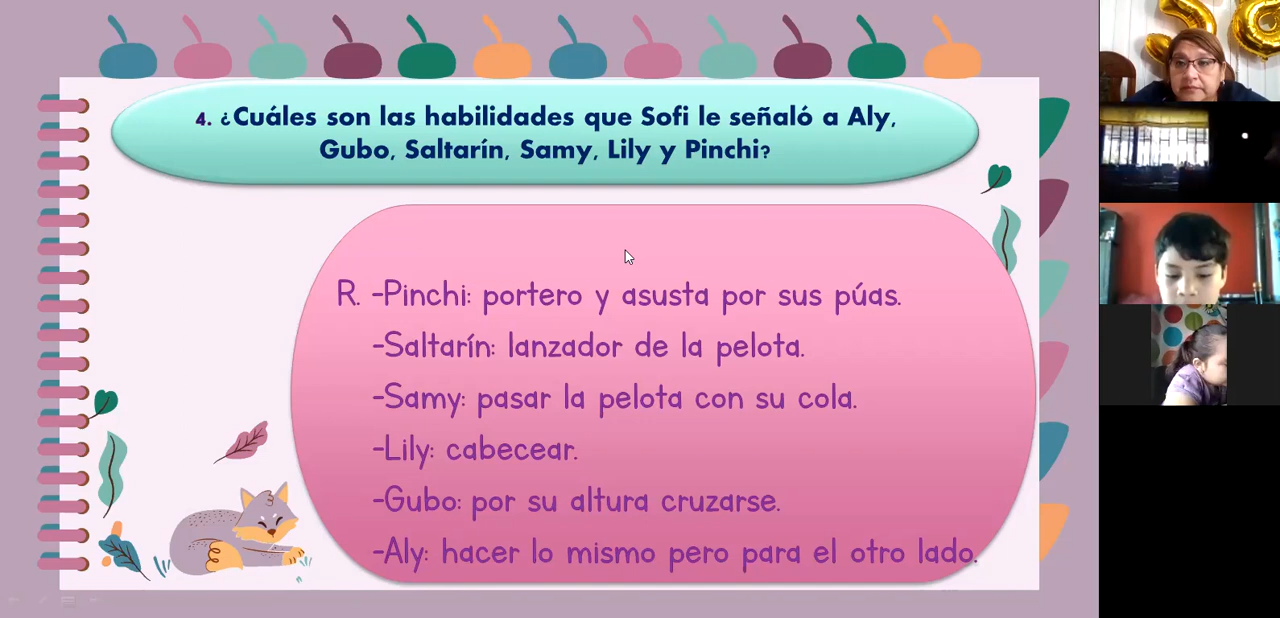 4. ¿Cuáles son las habilidades que Sofi le señaló a Aly,
Gubo, Saltarín, Samy, Lily y Pinchi?
R. -Pinchi: portero y asusta por sus púas.
-Saltarín: lanzador de la pelota.
-Samy: pasar la pelota con su cola.
-Lily: cabecear.
-Gubo: por su altura cruzarse.
-Aly: hacer lo mismo pero para el otro lado.